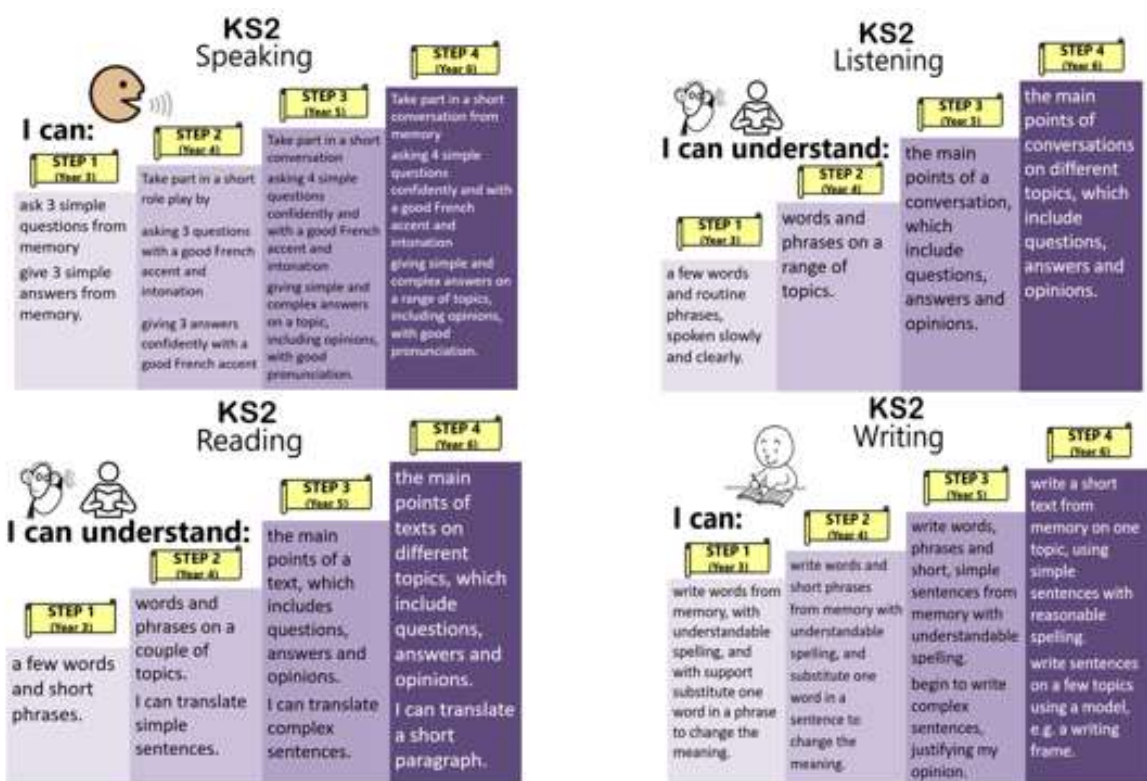 KS2
Speaking
I can:
STEP 1
(Year 3)
ask 3 simple
questions from
memory
give 3 simple
answers from
memory.
STEP 2
(Year 4)
Take part in a short
role play by
asking 3 questions
with a good French
accent and
intonation
giving 3 answers
confidently with a
good French accent
STEP 3
(Year 5)
Take part in a short
conversation
asking 4 simple
questions
confidently and
with a good French
accent and
intonation
giving simple and
complex answers
on a topic,
including opinions,
with good
pronunciation.
STEP 4
(Year 6)
Take part in a short
conversation from
memory
asking 4 simple
questions
confidently and with
a good French
accent and
intonation
giving simple and
complex answers on
a range of topics,
including opinions,
with good
pronunciation.
KS2
Listening
I can understand:
STEP 1
(Year 3)
a few words
and routine
phrases,
spoken slowly
and clearly.
STEP 2
(Year 4)
words and
phrases on a
range of
topics.
STEP 3
(Year 5)
the main
points of a
conversation,
which
include
questions,
answers and
opinions.
STEP 4
(Year 6)
the main
points of
conversations
on different
topics, which
include
questions,
answers and
opinions.
KS2
Reading
I can understand:
STEP 1
(Year 3)
a few words
and short
phrases.
STEP 2
(Year 4)
words and
phrases on a
couple of
topics.
I can translate
simple
sentences.
STEP 3
(Year 5)
the main
points of a
text, which
includes
questions,
answers and
opinions.
I can translate
complex
sentences.
STEP 4
(Year 6)
the main
points of
texts on
different
topics, which
include
questions,
answers and
opinions.
I can translate
a short
paragraph.
KS2
Writing
I can:
STEP 1
(Year 3)
write words from
memory, with
understandable
spelling, and
with support
substitute one
word in a phrase
to change the
meaning.
STEP 2
(Year 4)
write words and
short phrases
from memory with
understandable
spelling, and
substitute one
word in a
sentence to
change the
meaning.
STEP 3
(Year 5)
write words,
phrases and
short, simple
sentences from
memory with
understandable
spelling.
begin to write
complex
sentences,
justifying my
opinion.
STEP 4
(Year 6)
write a short
text from
memory on one
topic, using
simple
sentences with
reasonable
spelling.
write sentences
on a few topics
using a model,
e.g. a writing
frame.